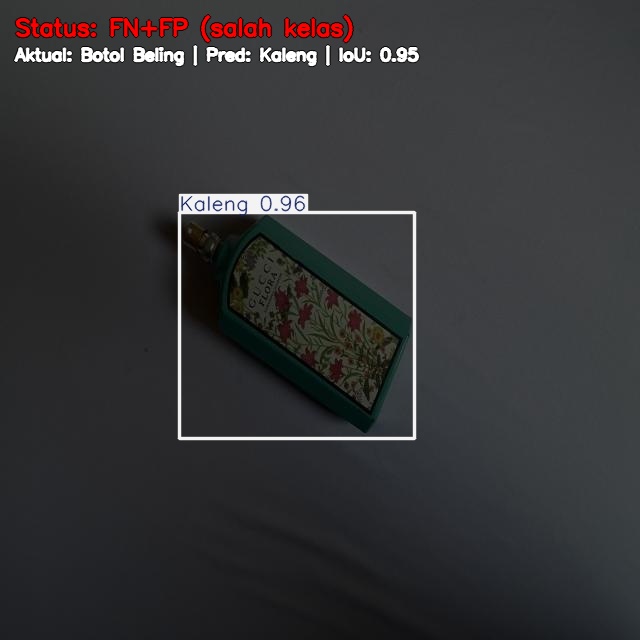 Status: FN+FP (salah kelas)
Aktual: Botol Beling | Pred: Kaleng | IoU: 0.95
Kaleng 0.96
GUCCI
FLORA